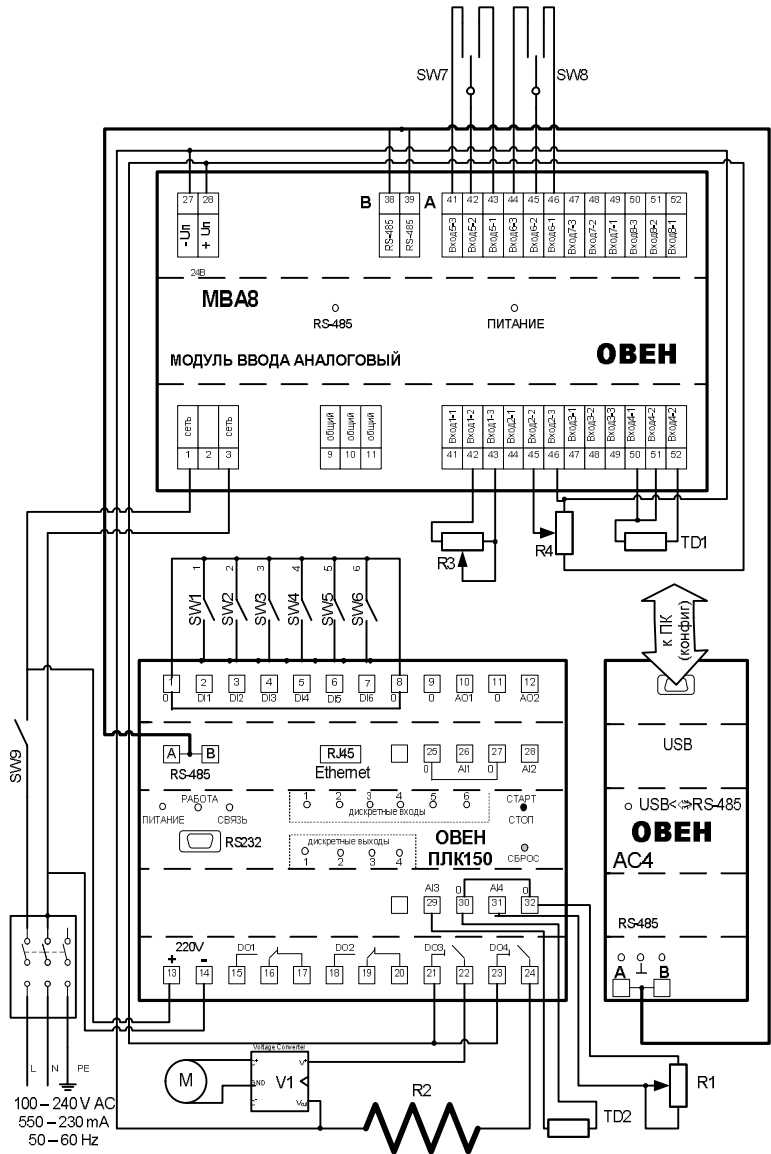 SW7
SW8
27
28
38
39
41
42
43
44
45
46
47
48
49
50
51
52
B
A
- Uп
+ Uп
RS-485
RS-485
Вход5-3
Вход5-2
Вход5-1
Вход6-3
Вход6-2
Вход6-1
Вход7-3
Вход7-2
Вход7-1
Вход8-3
Вход8-2
Вход8-1
24В
МВА8
RS-485
ПИТАНИЕ
МОДУЛЬ ВВОДА АНАЛОГОВЫЙ
ОВЕН
сеть
сеть
общий
общий
общий
Вход1-1
Вход1-2
Вход1-3
Вход2-1
Вход2-2
Вход2-3
Вход3-1
Вход3-2
Вход3-3
Вход4-1
Вход4-2
Вход4-2
1
2
3
9
10
11
41
42
43
44
45
46
47
48
49
50
51
52
R3
R4
TD1
1
2
3
4
5
6
SW1
SW2
SW3
SW4
SW5
SW6
к ПК
(конфиг)
1
2
3
4
5
6
7
8
9
10
11
12
0
DI1
DI2
DI3
DI4
DI5
DI6
0
0
AO1
0
AO2
SW9
A
B
RJ45
25
26
27
28
RS-485
Ethernet
0
AI1
0
AI2
USB
РАБОТА
ПИТАНИЕ
СВЯЗЬ
1
2
3
4
5
6
дискретные входы
СТАРТ
СТОП
USB<=>RS-485
ОВЕН
АС4
RS232
дискретные выходы
1
2
3
4
ОВЕН
ПЛК150
СБРОС
AI3
0
AI4
0
29
30
31
32
RS-485
220V
+
-
DO1
DO2
DO3
DO4
13
14
15
16
17
18
19
20
21
22
23
24
A
B
Voltage Converter
M
C+
GND
C-
V1
V+
Vout
R2
TD2
R1
L
N
PE
100 – 240 V AC
550 – 230 mA
50 – 60 Hz